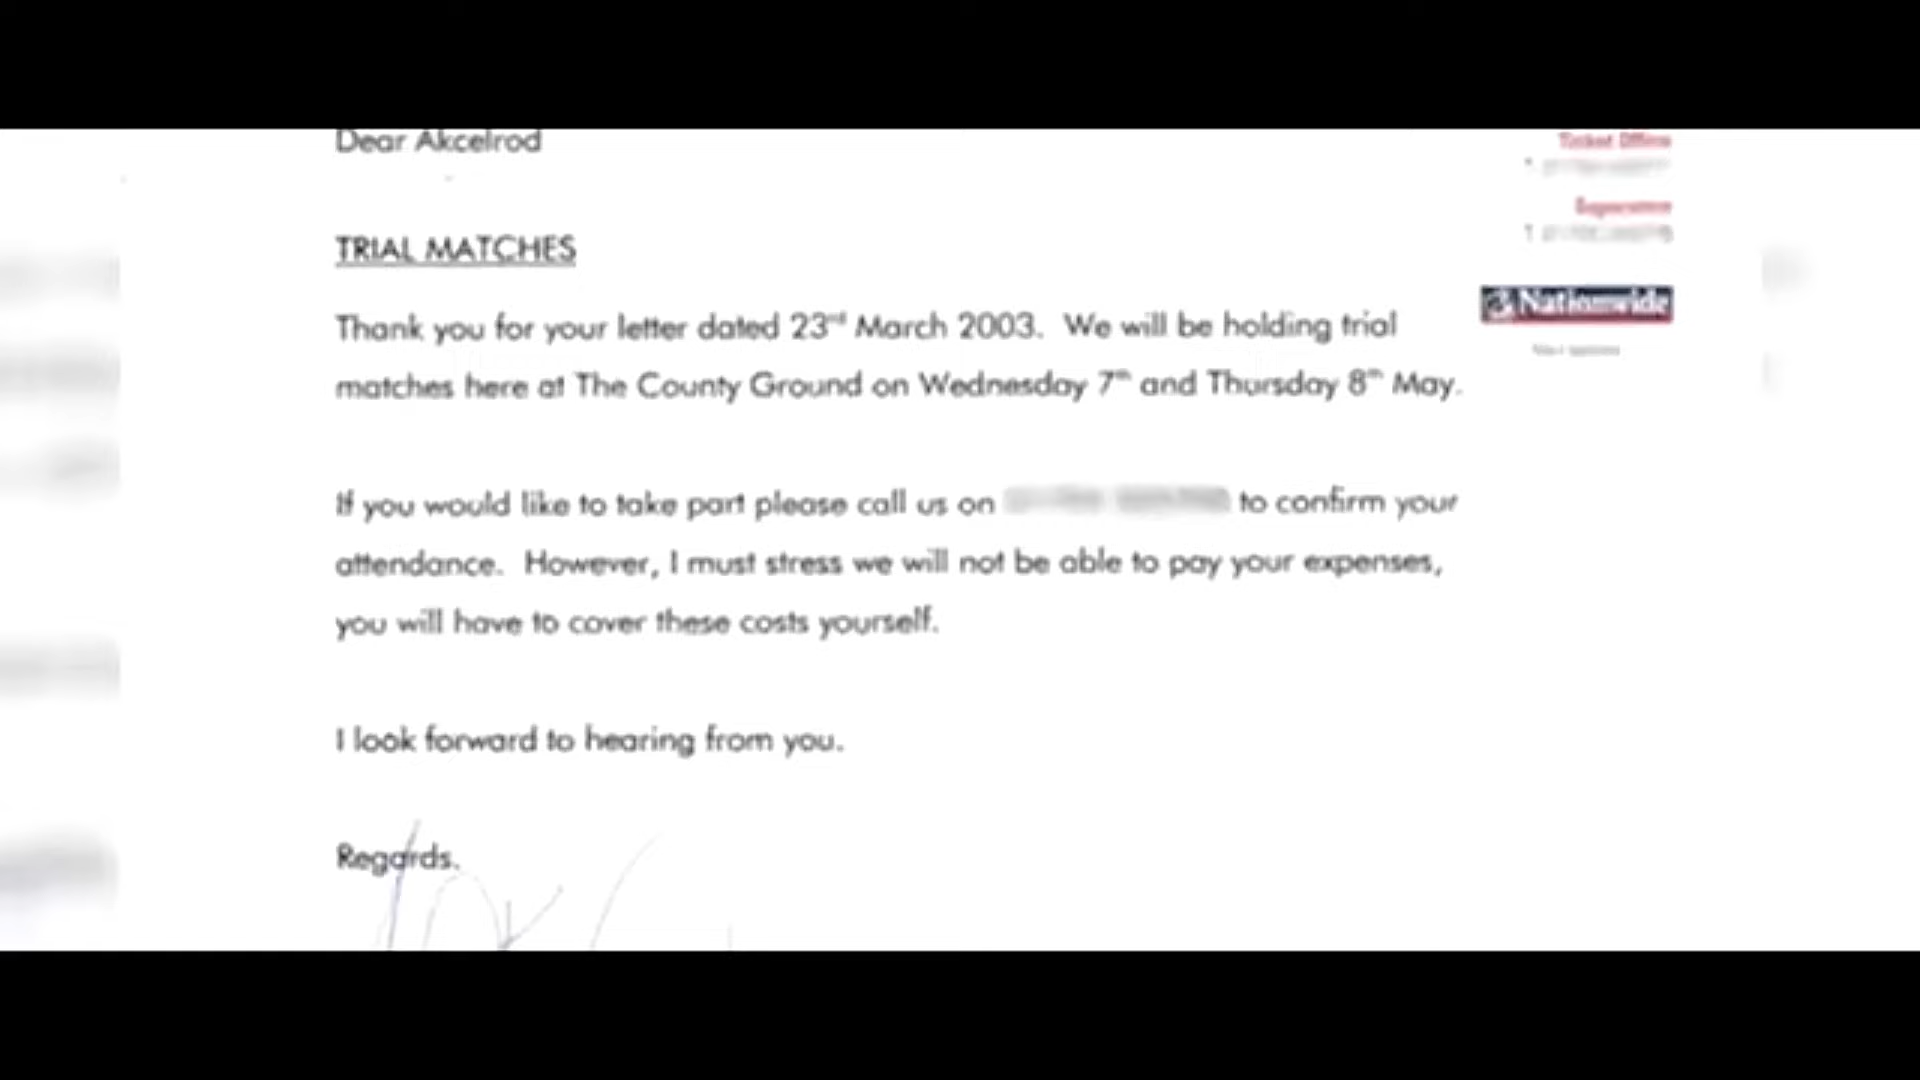 Dear Akcelrod
Ticket Office
TRIAL MATCHES
Nationwide
Thank you for your letter dated 23rd March 2003. We will be holding trial
matches here at The County Ground on Wednesday 7th and Thursday 8th May.
If you would like to take part please call us on to confirm your
attendance. However, I must stress we will not be able to pay your expenses,
you will have to cover these costs yourself.
I look forward to hearing from you.
Regards.